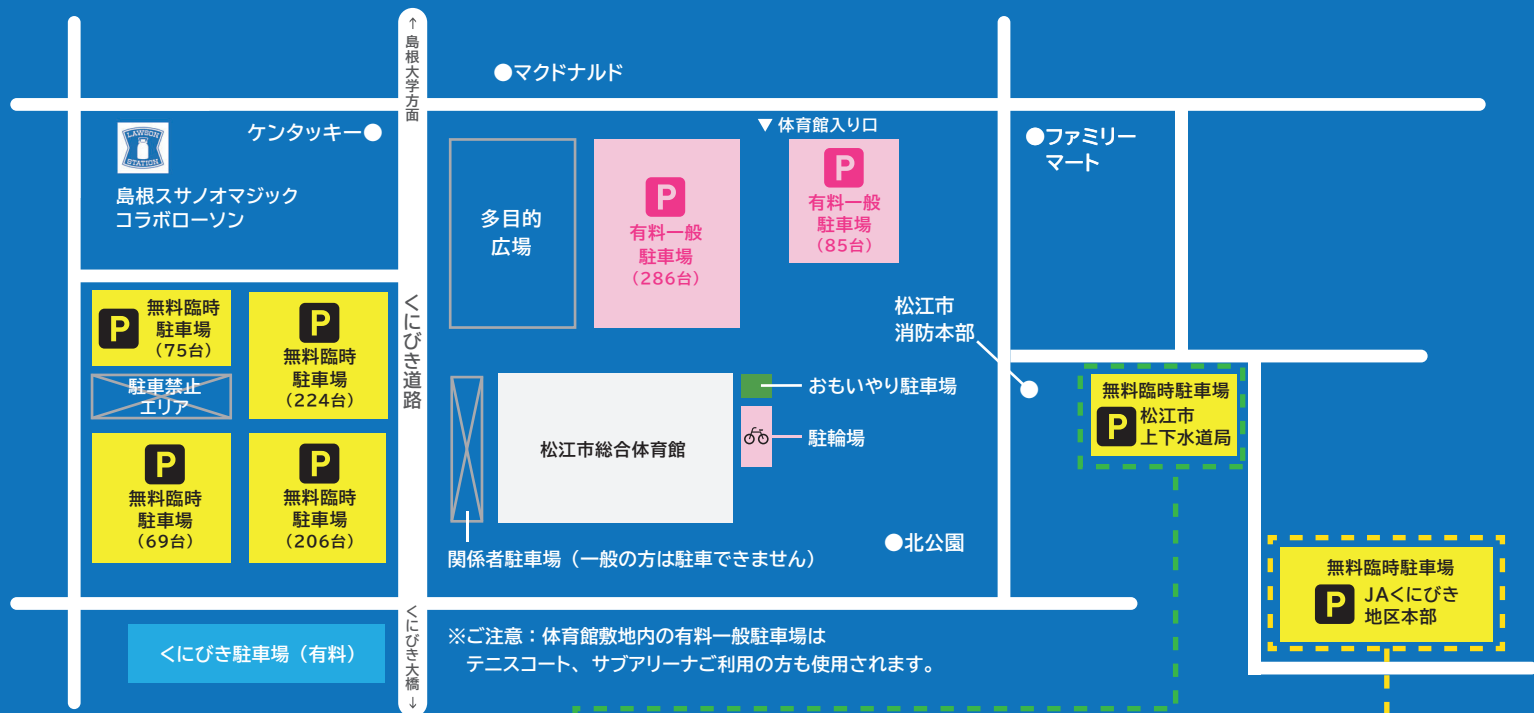 ↑島根大学方面
●マクドナルド
LAWSON
STATION
ケンタッキー●
島根スサノオマジック
コラボローソン
▼体育館入り口
●ファミリー
マート
多目的
広場
P
有料一般
駐車場
(286台)
P
有料一般
駐車場
(85台)
P
無料臨時
駐車場
(75台)
P
無料臨時
駐車場
(224台)
駐車禁止
エリア
P
無料臨時
駐車場
(69台)
P
無料臨時
駐車場
(206台)
くにびき道路
松江市
消防本部
おもいやり駐車場
駐輪場
松江市総合体育館
関係者駐車場(一般の方は駐車できません)
●北公園
無料臨時駐車場
P
松江市
上下水道局
無料臨時駐車場
P
JAくにびき
地区本部
くにびき駐車場(有料)
くにびき大橋↓
※ご注意:体育館敷地内の有料一般駐車場は
テニスコート、サブアリーナご利用の方も使用されます。